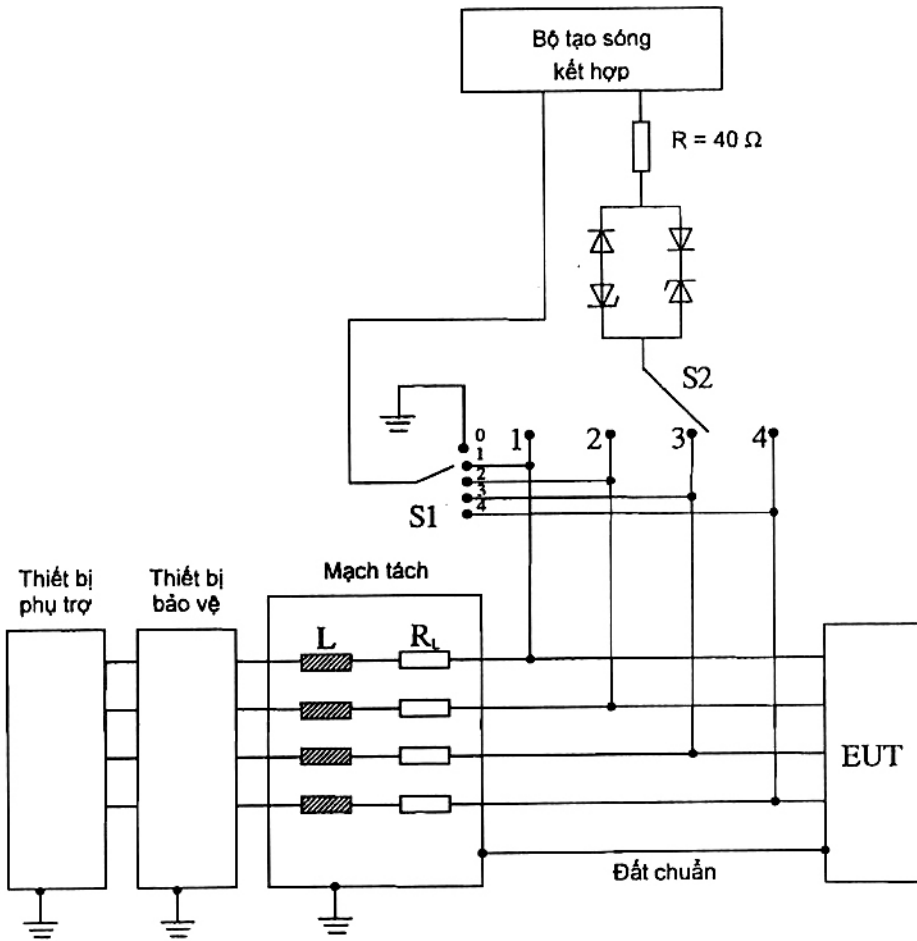 Bộ tạo sóng
kết hợp
R = 40 Ω
S2
0
1
2
3
4
1
2
3
4
S1
Thiết bị
phụ trợ
Thiết bị
bảo vệ
Mạch tách
L
RL
EUT
Đất chuẩn